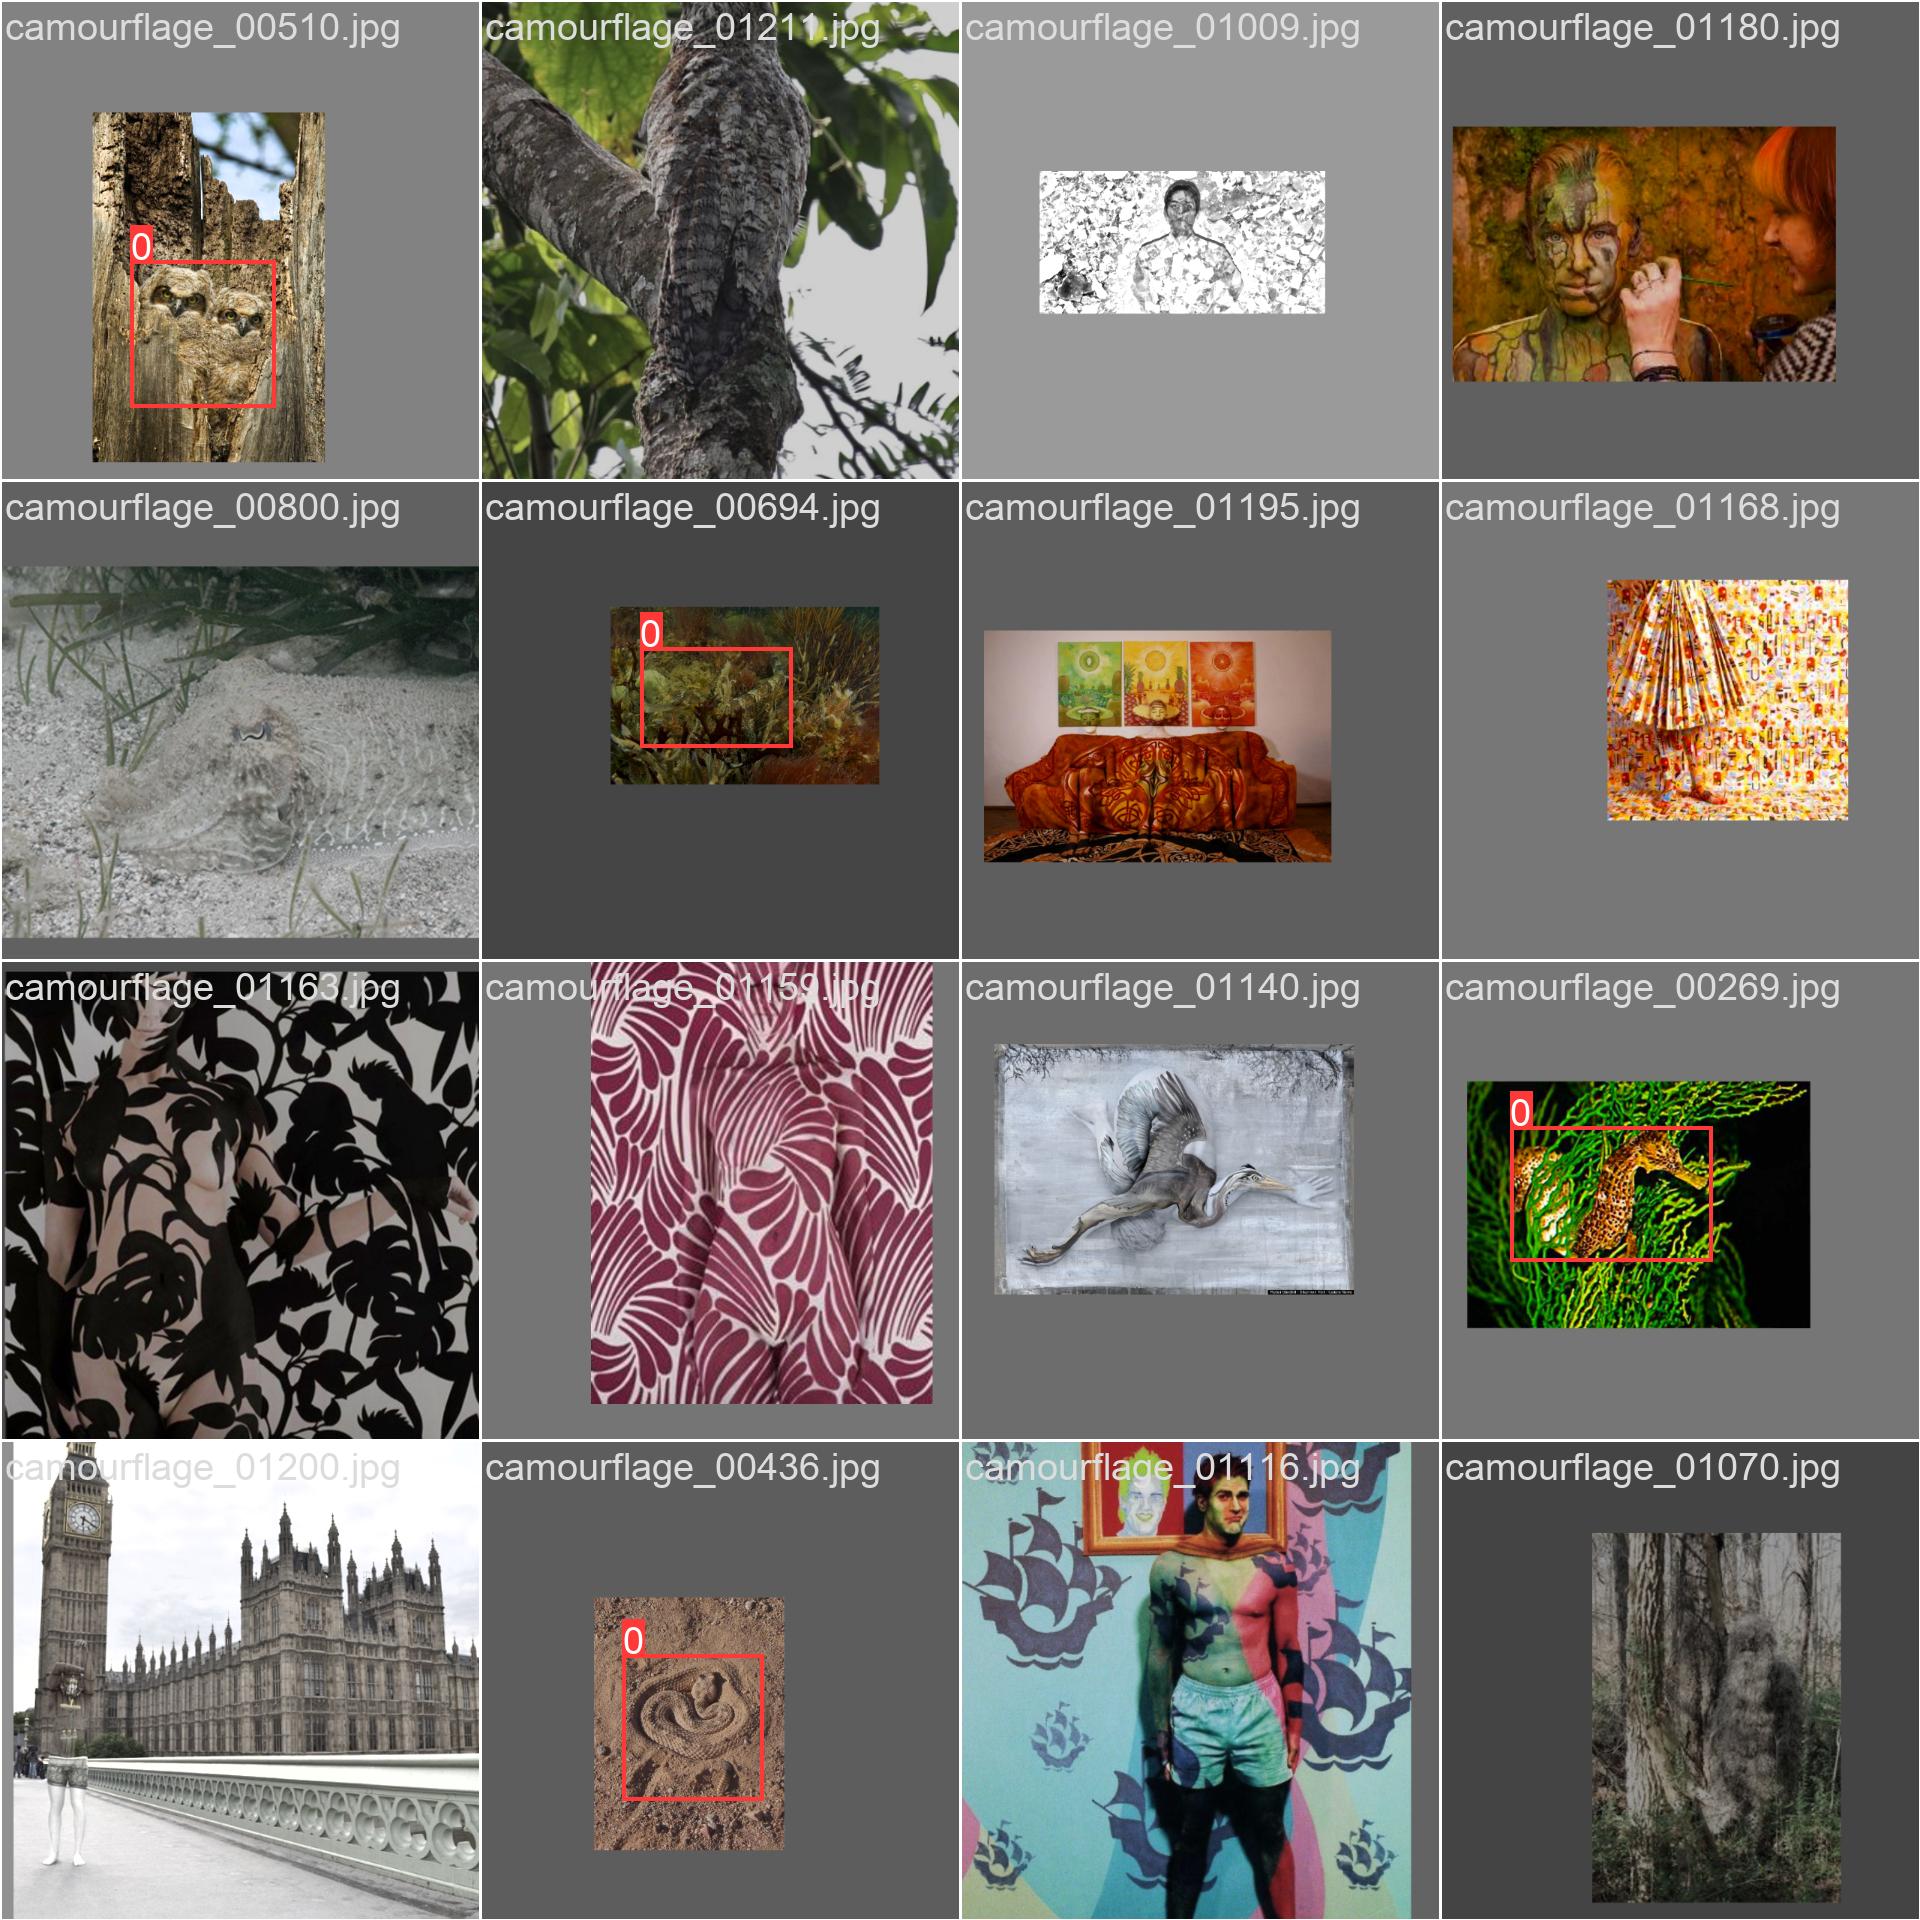 camourflage_00510.jpg
camourflage_01211.jpg
camourflage_01009.jpg
camourflage_01180.jpg
0
camourflage_00800.jpg
camourflage_00694.jpg
camourflage_01195.jpg
camourflage_01168.jpg
0
camourflage_01163.jpg
camourflage_01159.jpg
camourflage_01140.jpg
camourflage_00269.jpg
0
camourflage_01200.jpg
camourflage_00436.jpg
camourflage_01116.jpg
camourflage_01070.jpg
0